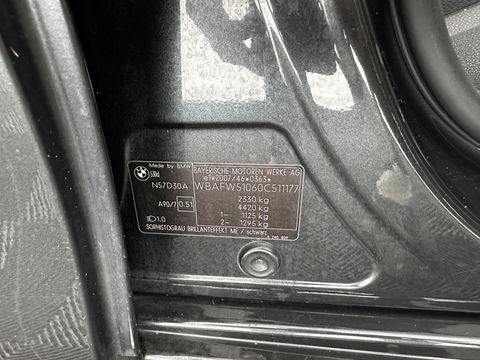 Made by BMW
BAYERISCHE MOTOREN WERKE AG
e1*2007/46*0363*
N57D30A
WBAFW51060C511177
2330 kg
A90/7 0.51
4420 kg
1- 1125 kg
1.0
2- 1295 kg
SOPHISTOGRAU BRILLANTEFFEKT ME / schwarz